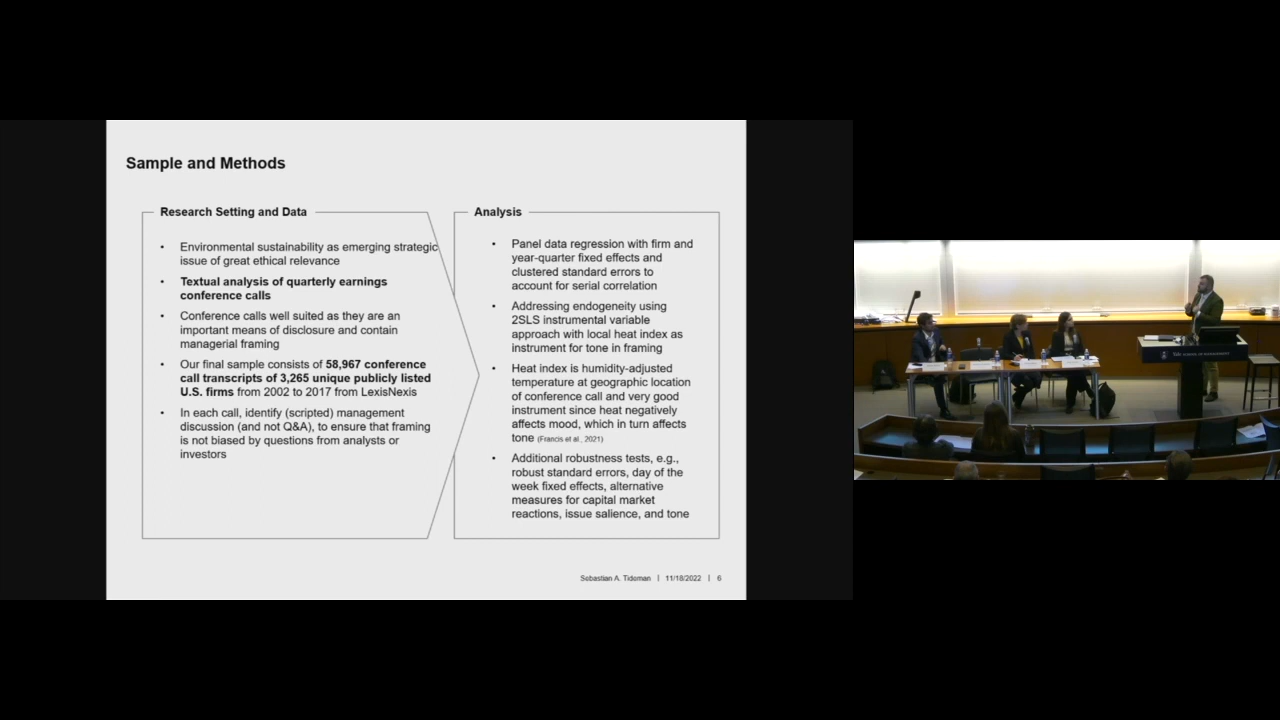 Sample and Methods
Research Setting and Data
• Environmental sustainability as emerging strategic
issue of great ethical relevance
• Textual analysis of quarterly earnings
conference calls
• Conference calls well suited as they are an
important means of disclosure and contain
managerial framing
• Our final sample consists of 58,967 conference
call transcripts of 3,265 unique publicly listed
U.S. firms from 2002 to 2017 from LexisNexis
• In each call, identify (scripted) management
discussion (and not Q&A), to ensure that framing
is not biased by questions from analysts or
investors
Analysis
• Panel data regression with firm and
year-quarter fixed effects and
clustered standard errors to
account for serial correlation
• Addressing endogeneity using
2SLS instrumental variable
approach with local heat index as
instrument for tone in framing
• Heat index is humidity-adjusted
temperature at geographic location
of conference call and very good
instrument since heat negatively
affects mood, which in turn affects
tone (Francis et al., 2021)
• Additional robustness tests, e.g.,
robust standard errors, day of the
week fixed effects, alternative
measures for capital market
reactions, issue salience, and tone
Sebastian A. Tideman | 11/18/2022 | 6
Yale SCHOOL OF MANAGEMENT